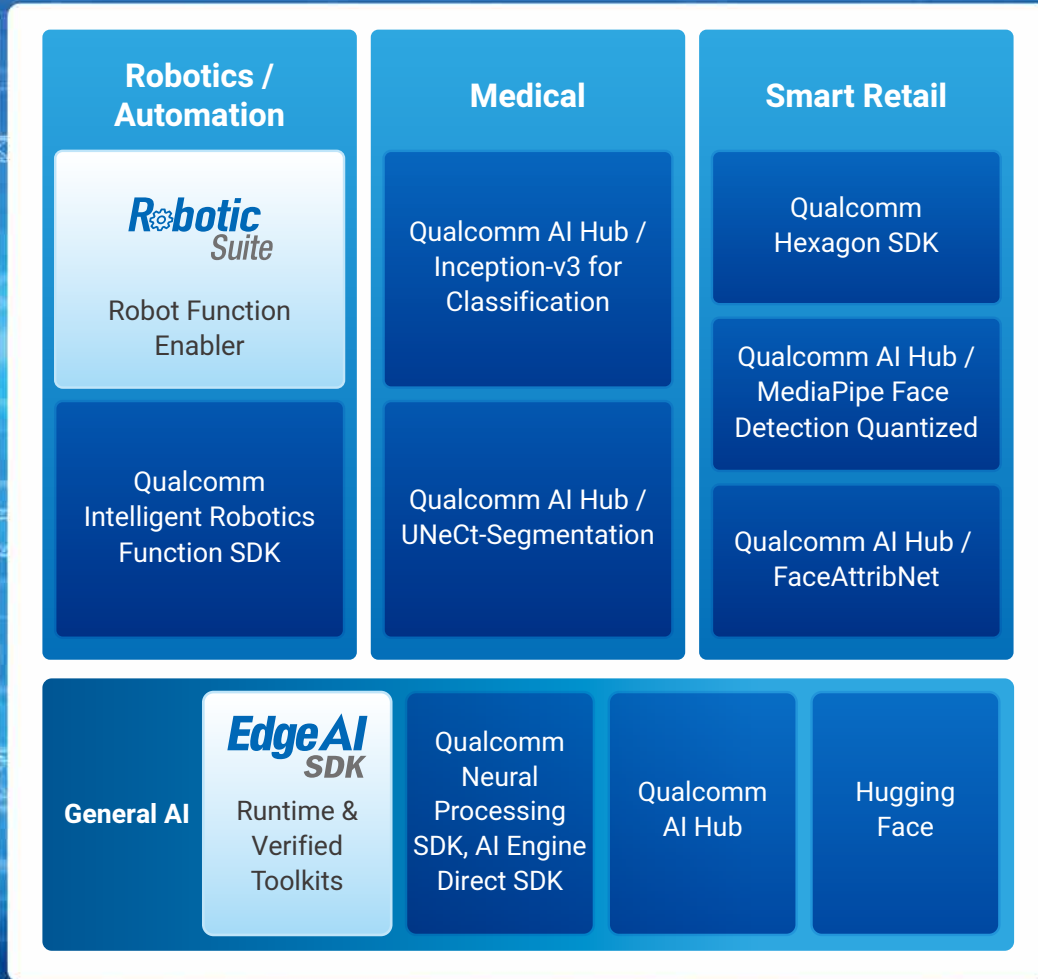 Robotics /
Automation
Robotic
Suite
Robot Function
Enabler
Qualcomm
Intelligent Robotics
Function SDK
Medical
Qualcomm AI Hub /
Inception-v3 for
Classification
Qualcomm AI Hub /
UNeCt-Segmentation
Smart Retail
Qualcomm
Hexagon SDK
Qualcomm AI Hub /
MediaPipe Face
Detection Quantized
Qualcomm AI Hub /
FaceAttribNet
General AI
EdgeAI
SDK
Runtime &
Verified
Toolkits
Qualcomm
Neural
Processing
SDK, AI Engine
Direct SDK
Qualcomm
AI Hub
Hugging
Face